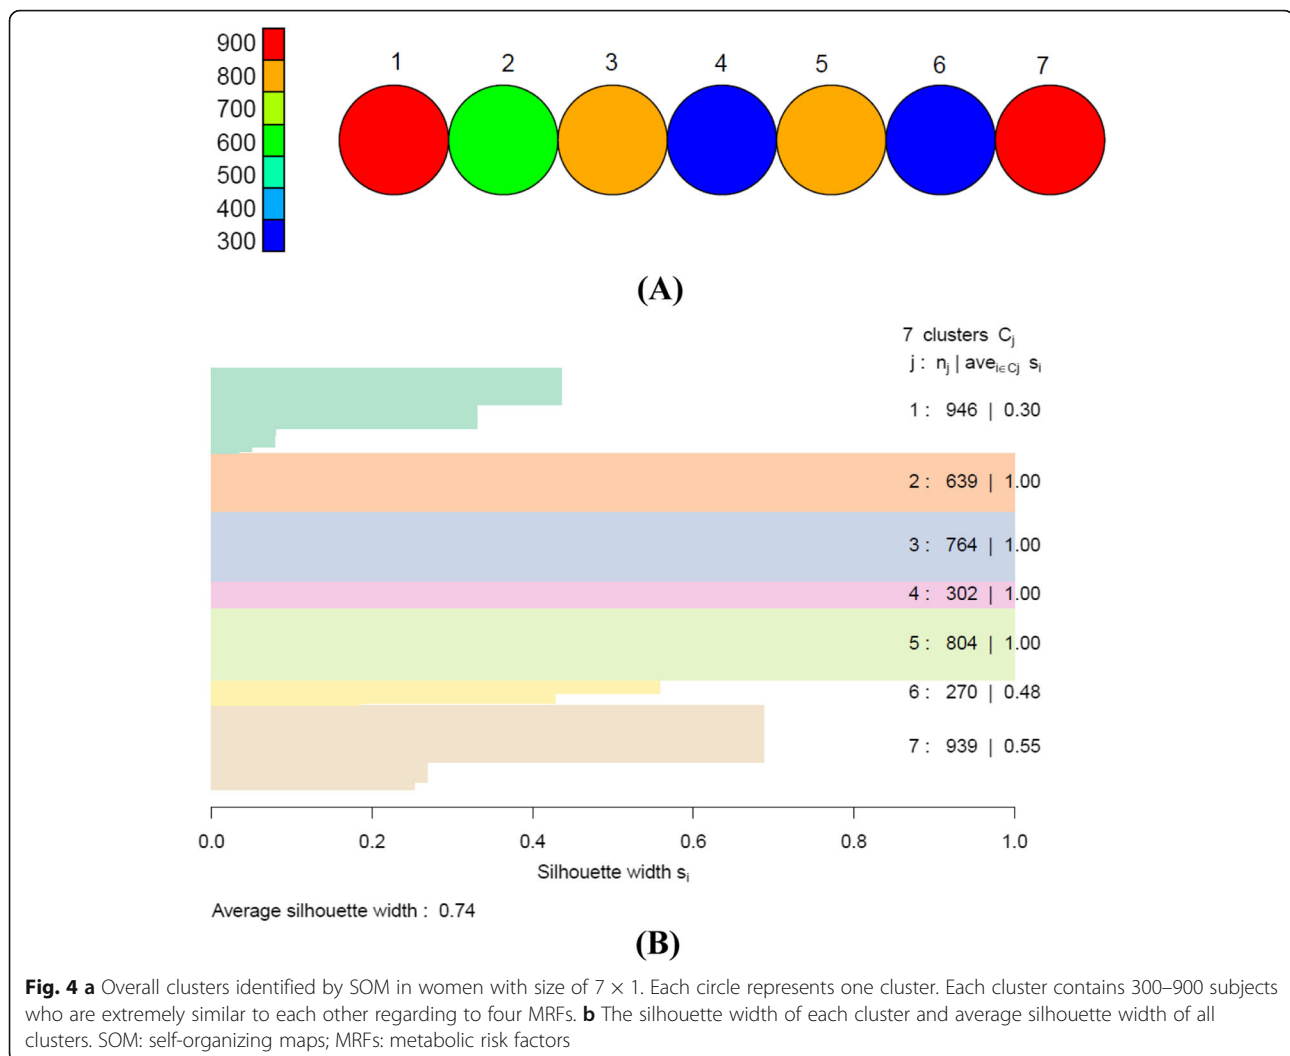 900
800
700
600
500
400
300
1 2 3 4 5 6 7
(A)
7 clusters Cj
j : nj | ave i∈Cj si
1 : 946 | 0.30
2 : 639 | 1.00
3 : 764 | 1.00
4 : 302 | 1.00
5 : 804 | 1.00
6 : 270 | 0.48
7 : 939 | 0.55
0.0 0.2 0.4 0.6 0.8 1.0
Silhouette width si
Average silhouette width : 0.74
(B)
Fig. 4 a Overall clusters identified by SOM in women with size of 7 × 1. Each circle represents one cluster. Each cluster contains 300–900 subjects
who are extremely similar to each other regarding to four MRFs. b The silhouette width of each cluster and average silhouette width of all
clusters. SOM: self-organizing maps; MRFs: metabolic risk factors